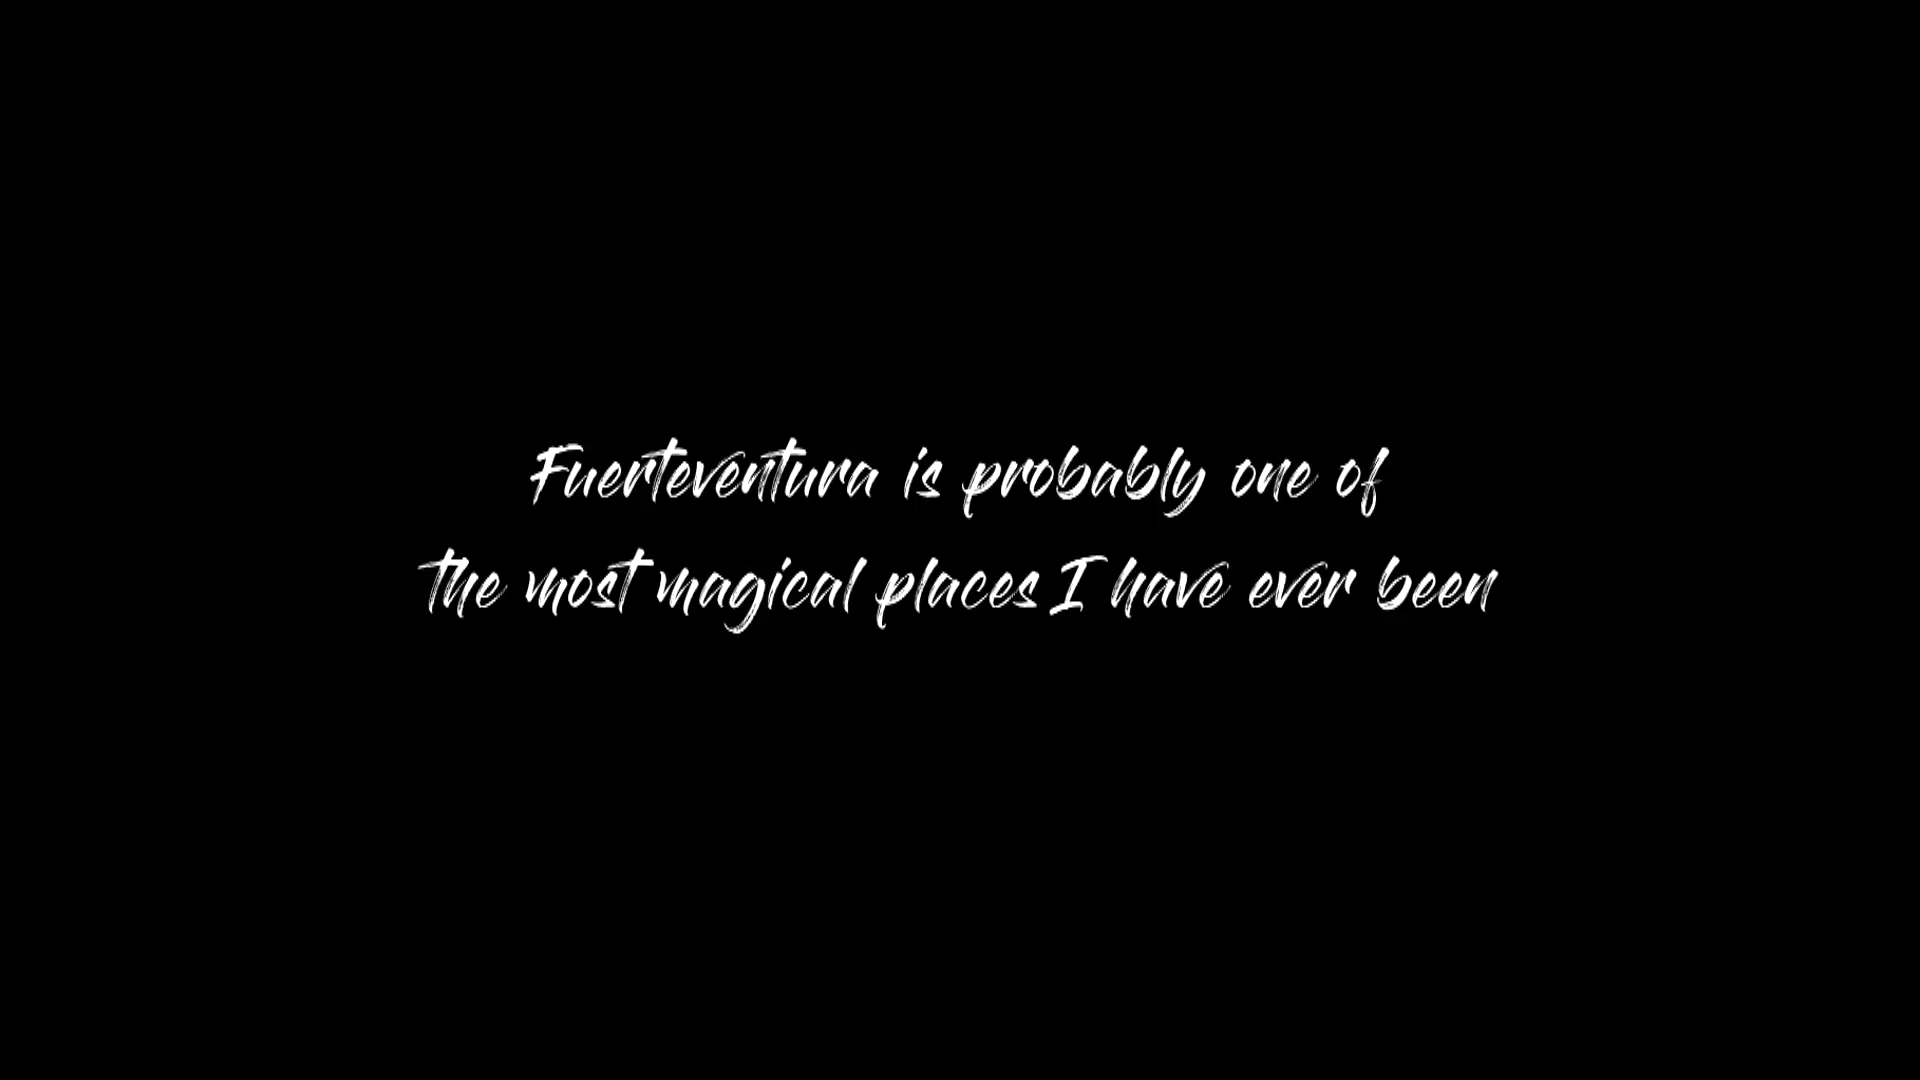 Fuerteventura is probably one of
the most magical places I have ever been